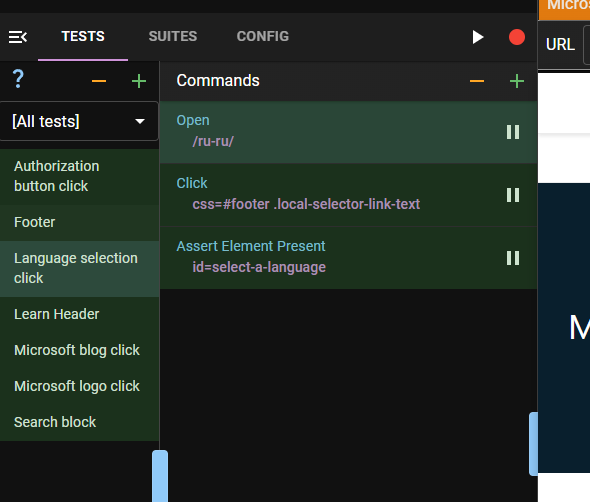 TESTS SUITES CONFIG
? Commands
[All tests]
Authorization
button click
Footer
Language selection
click
Learn Header
Microsoft blog click
Microsoft logo click
Search block
Open
/ru-ru/
Click
css=#footer .local-selector-link-text
Assert Element Present
id=select-a-language
Micros
URL
M